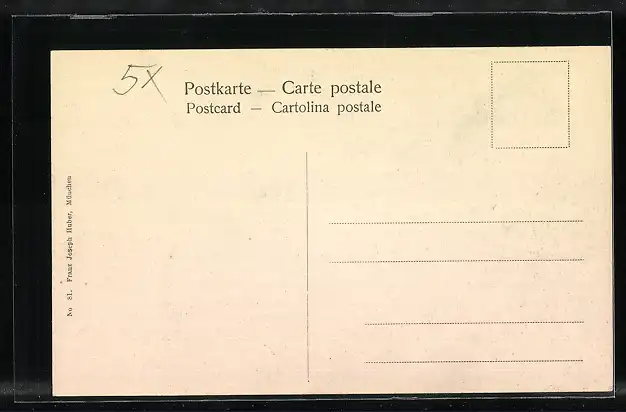 5X
Postkarte — Carte postale
Postcard — Cartolina postale
No 81. Franz Joseph Huber, München